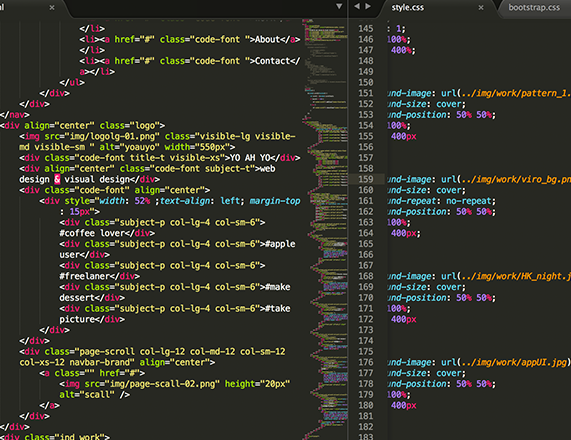 nl × ▼ ◀ ▶ style.css × bootstrap.css
</li>
<li><a href="#" class="code-font ">About</a>
</li>
<li><a href="#" class="code-font ">Contact</
a></li>
</ul>
</div>
</div>
</nav>
<div align="center" class="logo">
<img src="img/logolg-01.png" class="visible-lg visible-
md visible-sm " alt="yoauyo" width="550px">
<div class="code-font title-t visible-xs">YO AH YO</div>
<div align="center" class="code-font subject-t">web
design & visual design</div>
<div class="code-font" align="center">
<div style="width: 52% ;text-align: left; margin-top
: 15px">
<div class="subject-p col-lg-4 col-sm-6">
#coffee lover</div>
<div class="subject-p col-lg-4 col-sm-6">#apple
user</div>
<div class="subject-p col-lg-4 col-sm-6">
#freelaner</div>
<div class="subject-p col-lg-4 col-sm-6">#make
dessert</div>
<div class="subject-p col-lg-4 col-sm-6">#take
picture</div>
</div>
</div>
<div class="page-scroll col-lg-12 col-md-12 col-sm-12
col-xs-12 navbar-brand" align="center">
<a class="" href="#">
<img src="img/page-scall-02.png" height="20px"
alt="scall" />
</a>
</div>
</div>
<div class="ind_work">
145 : 1;
146 100%;
147 400%;
148
149
150
151 und-image: url(../img/work/pattern_1.
152 und-size: cover;
153 und-position: 50% 50%;
154 100%;
155 400px
156
157
158
159 und-image: url(../img/work/viro_bg.pn
160 und-size: cover;
161 und-repeat: no-repeat;
162 und-position: 50% 50%;
163 100%;
164 400px;
165
166
167
168 und-image: url(../img/work/HK_night.j
169 und-size: cover;
170 und-position: 50% 50%;
171 100%;
172 400px
173
174
175
176 und-image: url(../img/work/appUI.jpg)
177 und-size: cover;
178 und-position: 50% 50%;
179 100%;
180 400px
181
182
183